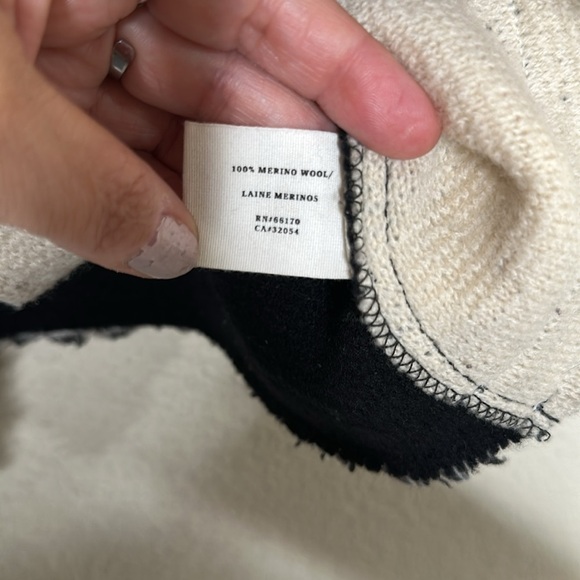 100% MERINO WOOL/
LAINE MERINOS
RN#66170
CA#32054